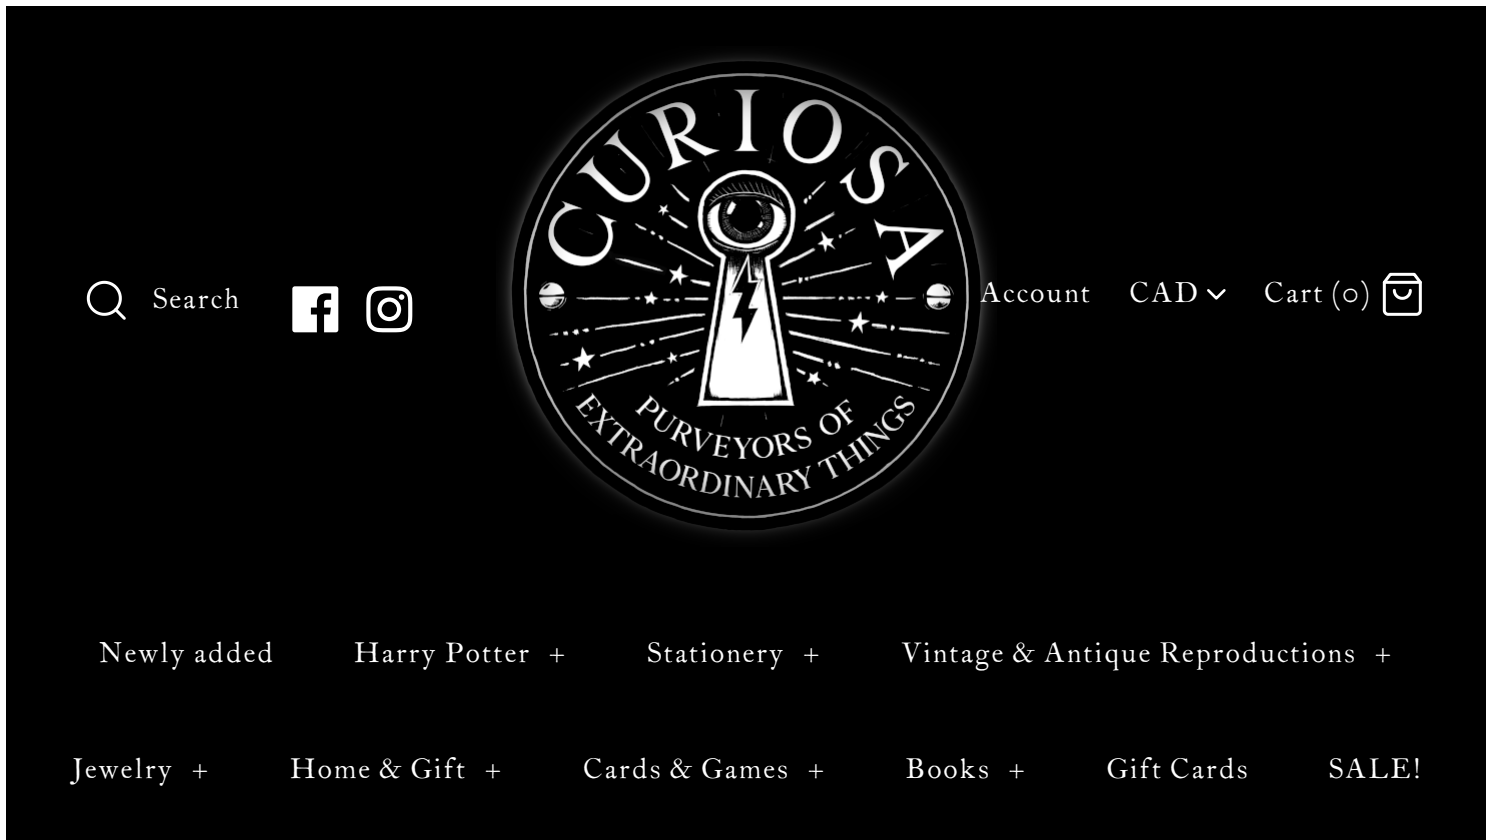 CURIOSA
PURVEYORS OF
EXTRAORDINARY THINGS
Search
Account
CAD
Cart (0)
Newly added
Harry Potter +
Stationery +
Vintage & Antique Reproductions +
Jewelry +
Home & Gift +
Cards & Games +
Books +
Gift Cards
SALE!